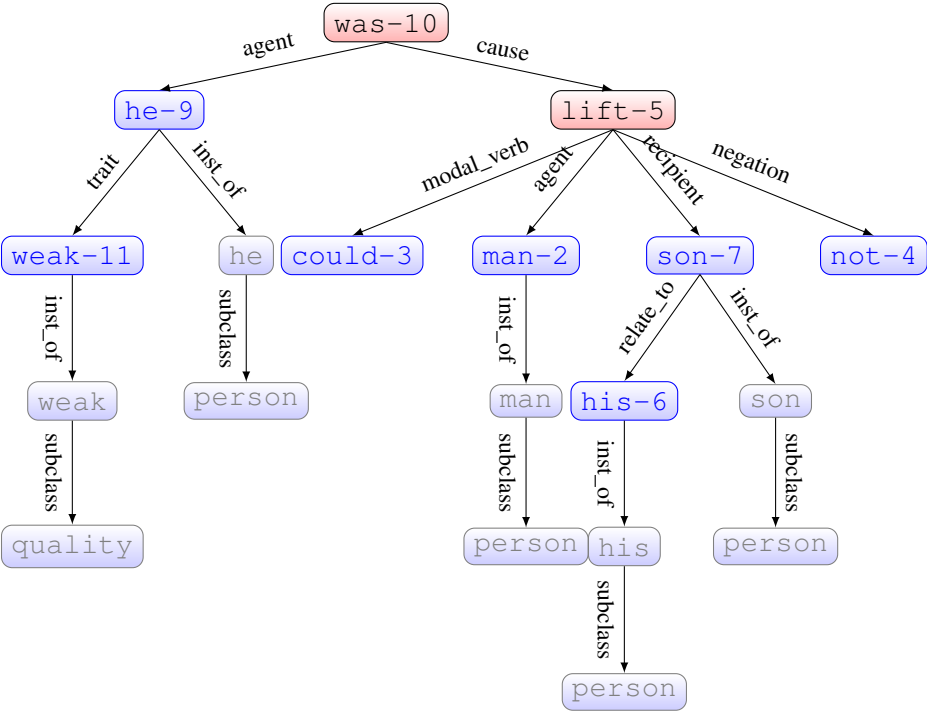 was-10
agent cause
he-9 lift-5
trait inst_of modal_verb agent recipient negation
weak-11 he could-3 man-2 son-7 not-4
inst_of subclass inst_of relate_to inst_of
weak person man his-6 son
subclass subclass inst_of subclass
quality person his person
subclass
person